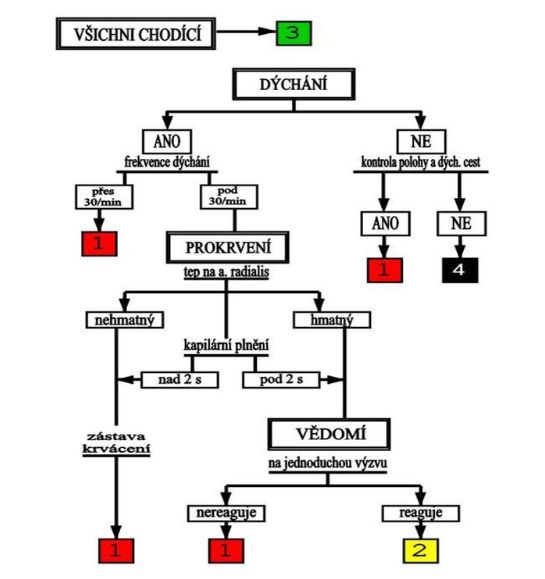 VŠICHNI CHODÍCÍ
3
DÝCHÁNÍ
ANO
NE
frekvence dýchání
kontrola polohy a dých. cest
přes
30/min
pod
30/min
ANO
NE
1
PROKRVENÍ
1
4
tep na a. radialis
nehmatný
hmatný
kapilární plnění
nad 2 s
pod 2 s
zástava
krvácení
VĚDOMÍ
na jednoduchou výzvu
nereaguje
reaguje
1
1
2